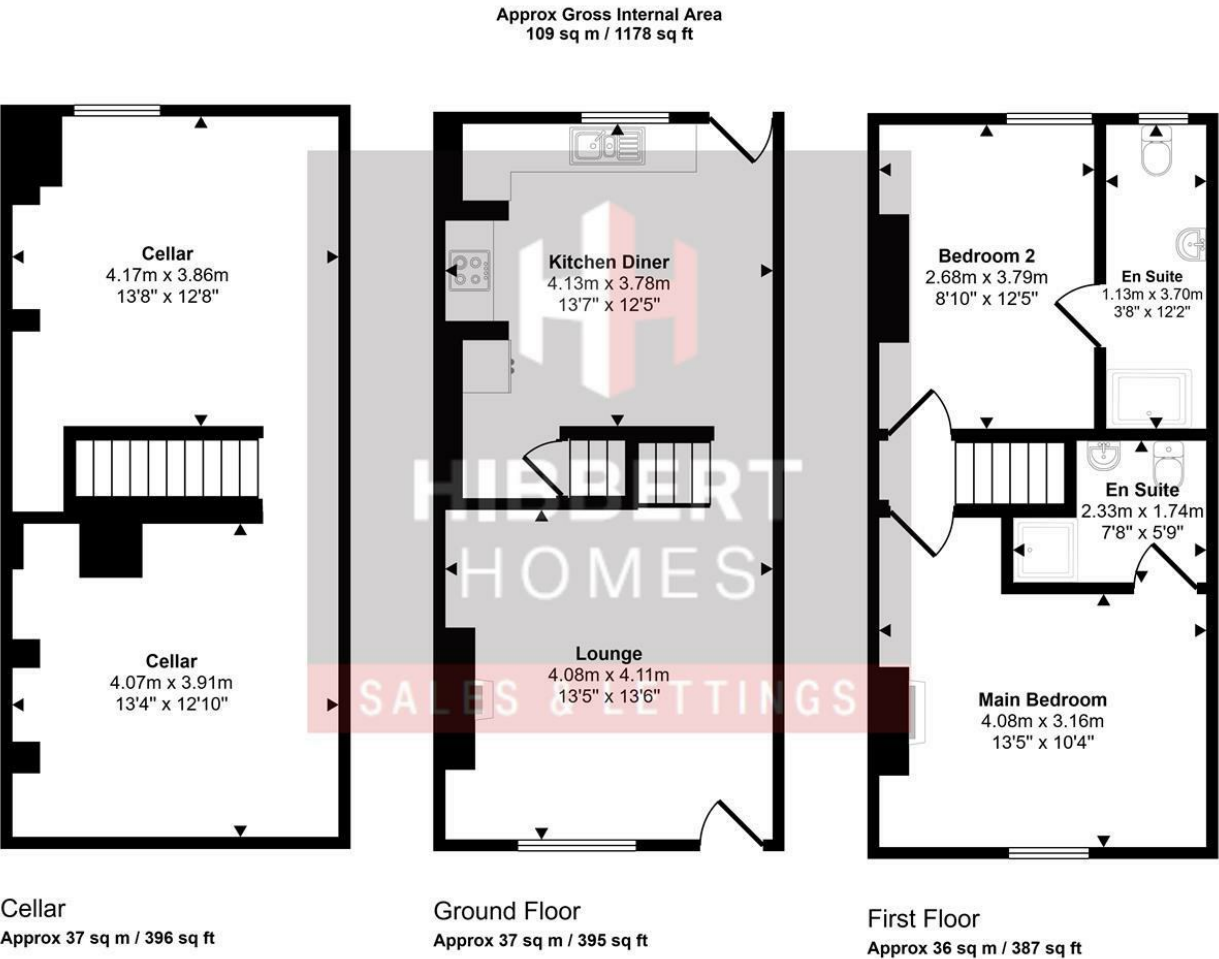 Approx Gross Internal Area
109 sq m / 1178 sq ft
Cellar
4.17m x 3.86m
13'8" x 12'8"
Cellar
4.07m x 3.91m
13'4" x 12'10"
Kitchen Diner
4.13m x 3.78m
13'7" x 12'5"
Lounge
4.08m x 4.11m
13'5" x 13'6"
Bedroom 2
2.68m x 3.79m
8'10" x 12'5"
En Suite
1.13m x 3.70m
3'8" x 12'2"
En Suite
2.33m x 1.74m
7'8" x 5'9"
Main Bedroom
4.08m x 3.16m
13'5" x 10'4"
HIBBERT
HOMES
SALES & LETTINGS
Cellar
Approx 37 sq m / 396 sq ft
Ground Floor
Approx 37 sq m / 395 sq ft
First Floor
Approx 36 sq m / 387 sq ft